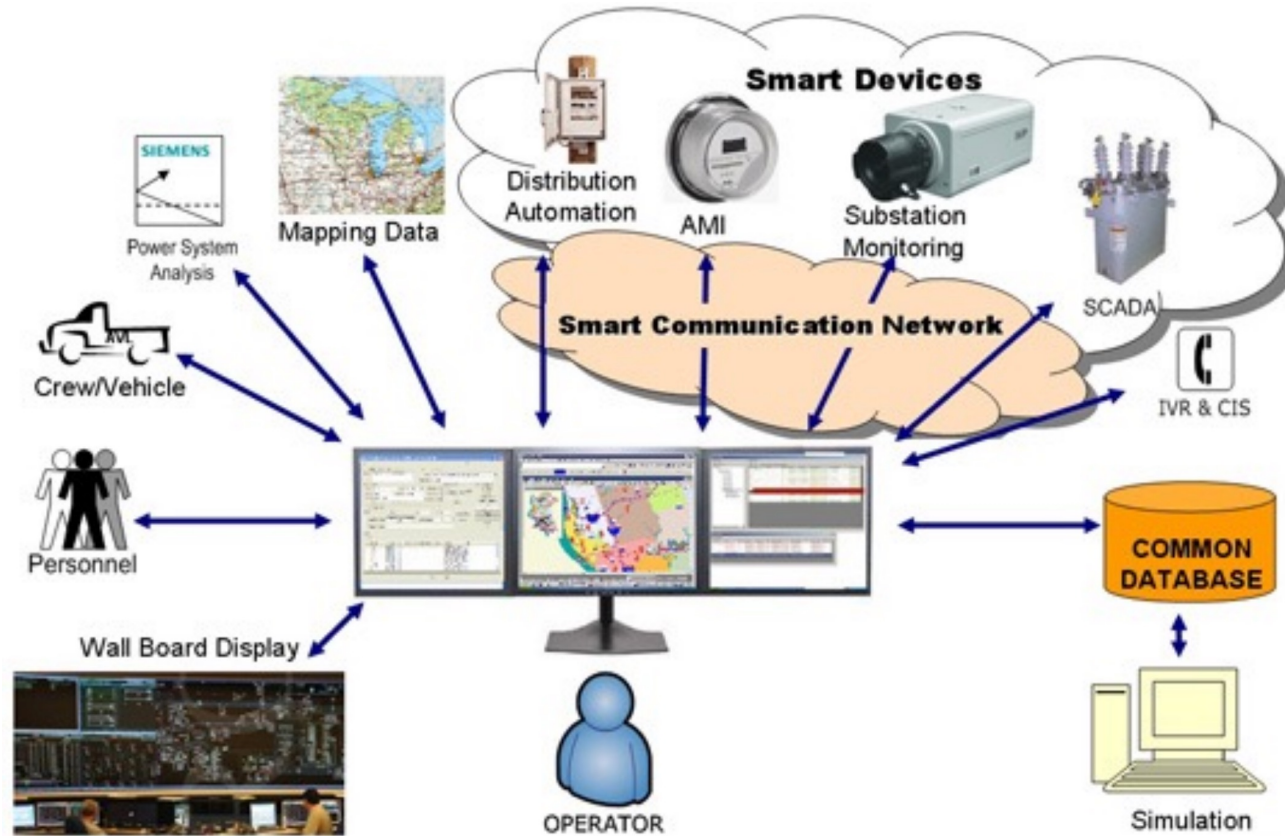 Smart Devices
SIEMENS
Power System
Analysis
Mapping Data
Distribution
Automation
AMI
Substation
Monitoring
SCADA
Smart Communication Network
AVL
Crew/Vehicle
IVR & CIS
Personnel
COMMON
DATABASE
Wall Board Display
OPERATOR
Simulation